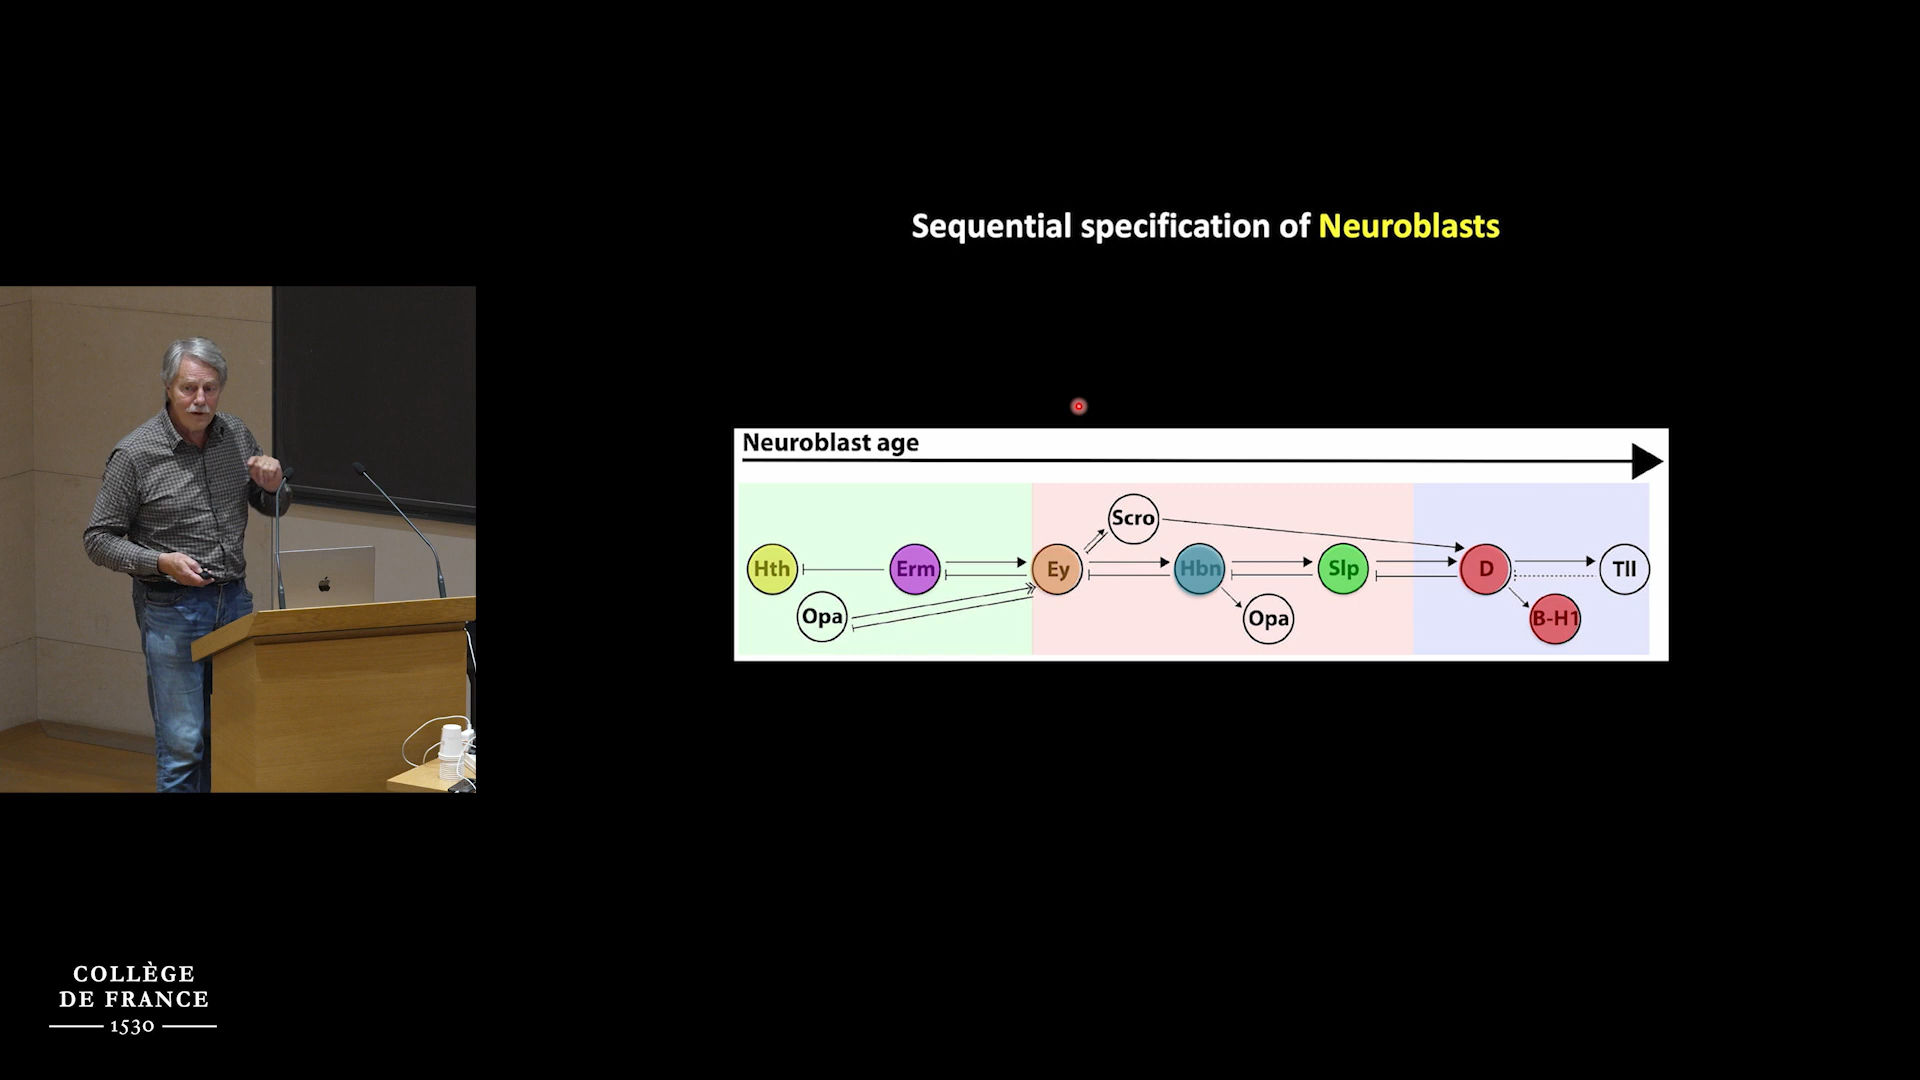 Sequential specification of Neuroblasts
Neuroblast age
Scro
Hth
Erm
Ey
Hbn
Slp
D
Tll
Opa
Opa
B-H1
COLLÈGE
DE FRANCE
1530